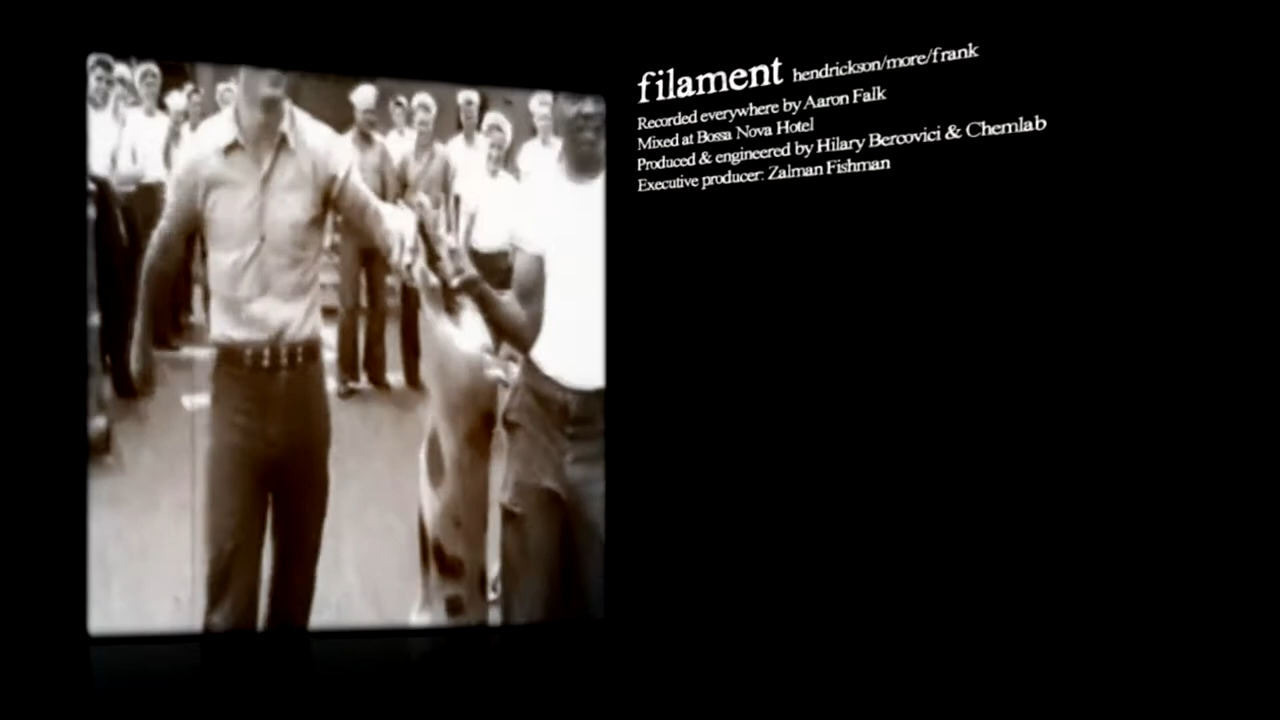 filament hendrickson/more/frank
Recorded everywhere by Aaron Falk
Mixed at Bossa Nova Hotel
Produced & engineered by Hilary Bercovici & Chemlab
Executive producer: Zalman Fishman